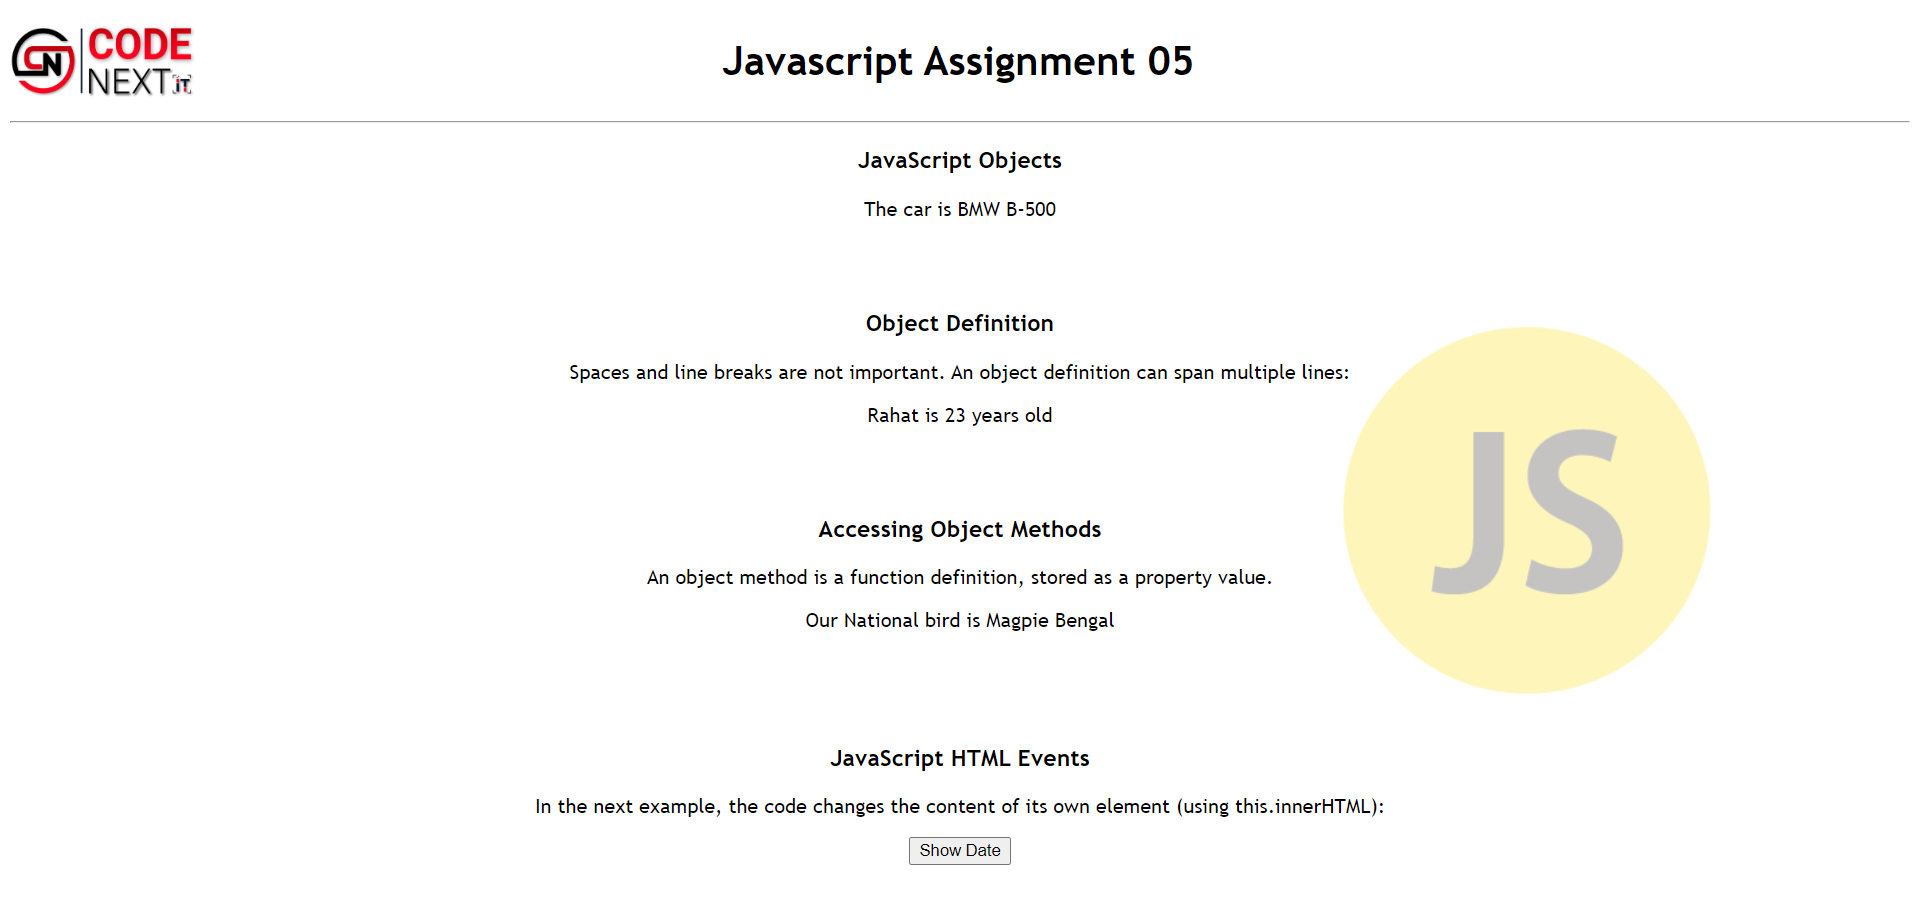 CODE
NEXT iT
Javascript Assignment 05
JavaScript Objects
The car is BMW B-500
Object Definition
Spaces and line breaks are not important. An object definition can span multiple lines:
Rahat is 23 years old
Accessing Object Methods
An object method is a function definition, stored as a property value.
Our National bird is Magpie Bengal
JS
JavaScript HTML Events
In the next example, the code changes the content of its own element (using this.innerHTML):
Show Date